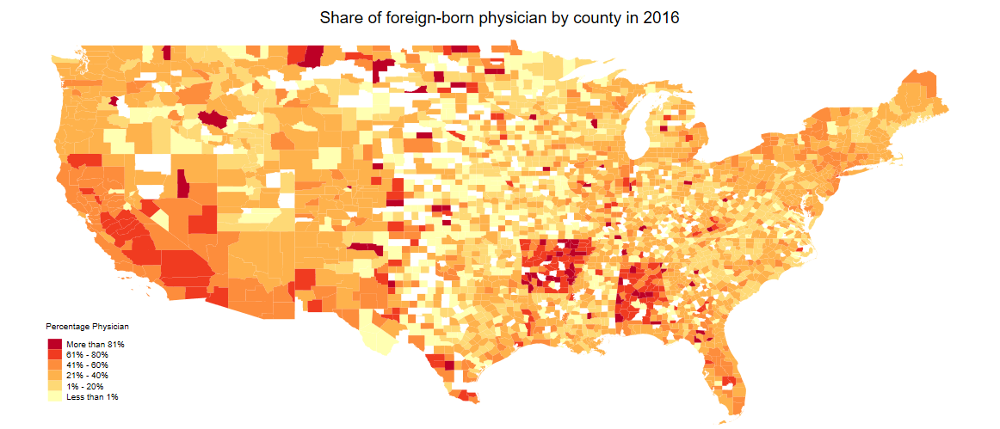 Share of foreign-born physician by county in 2016
Percentage Physician
More than 81%
61% - 80%
41% - 60%
21% - 40%
1% - 20%
Less than 1%